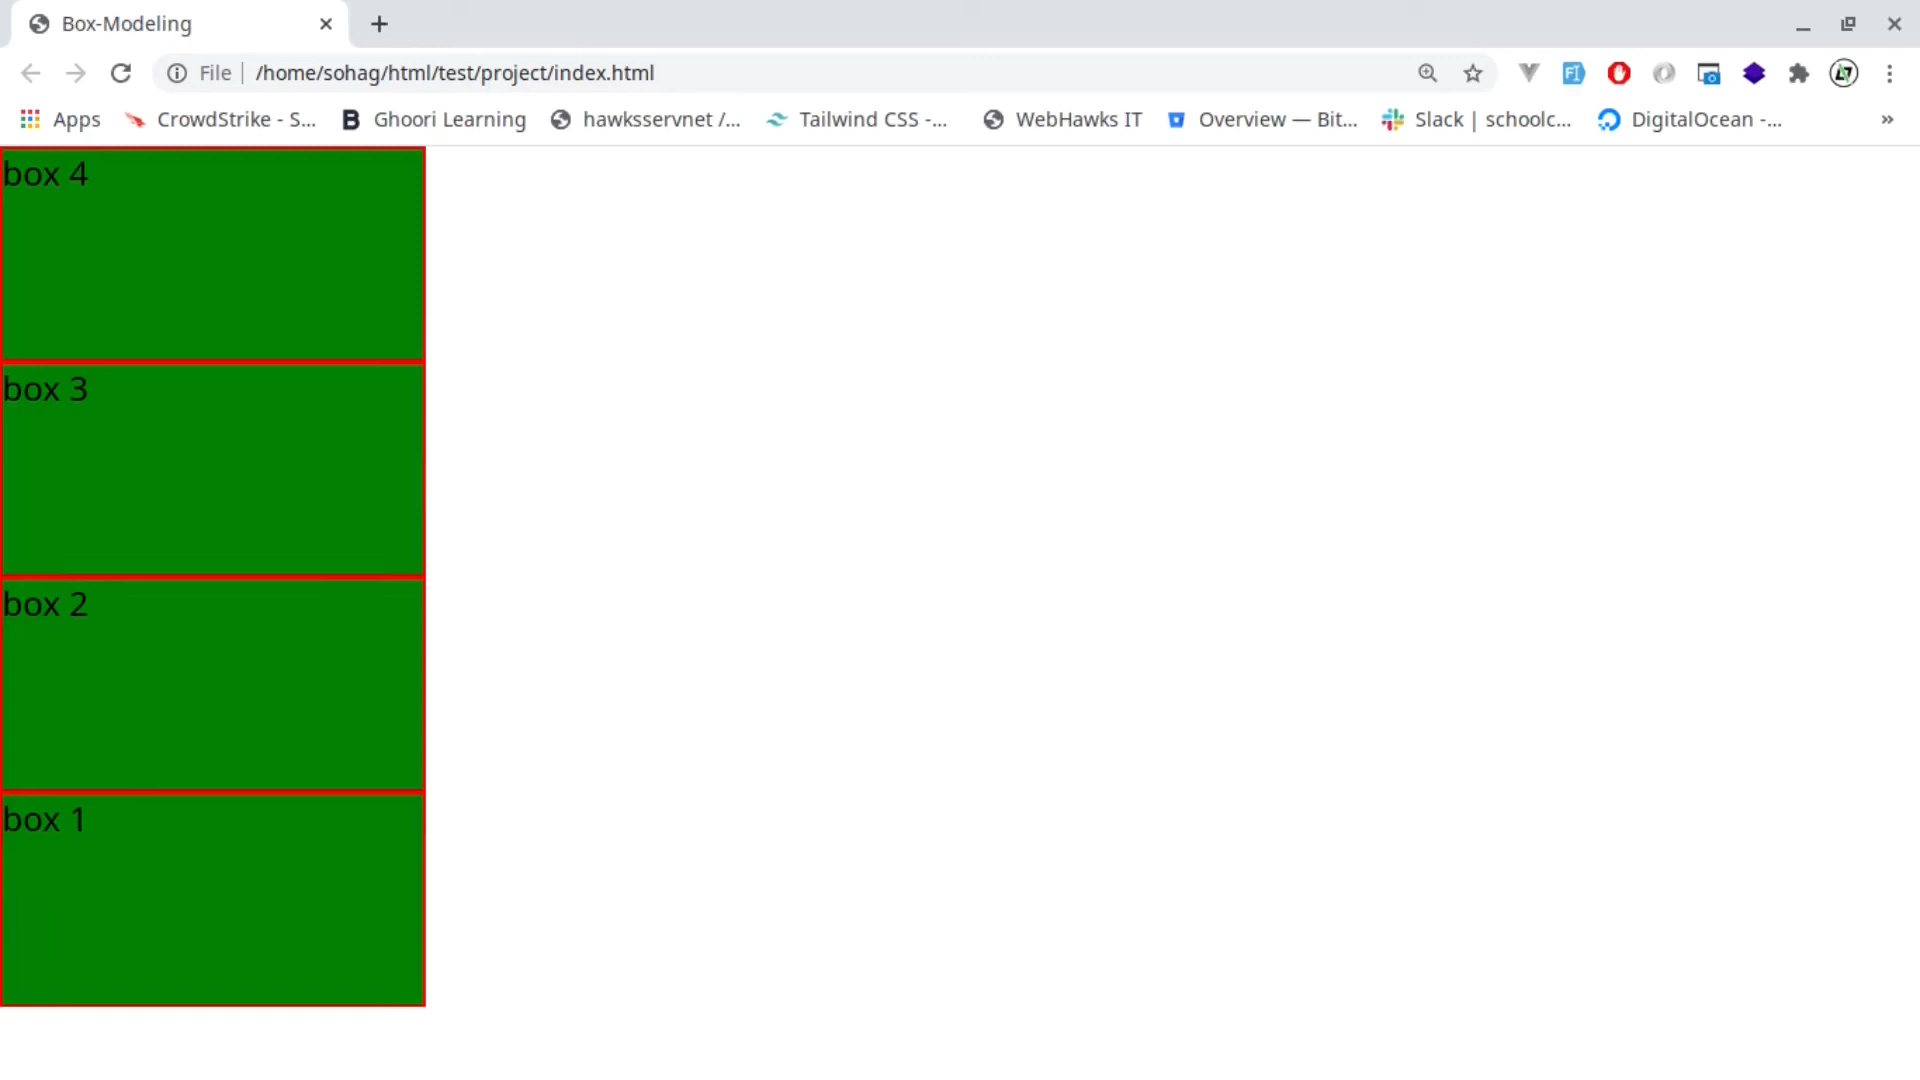 Box-Modeling
File /home/sohag/html/test/project/index.html
Apps CrowdStrike - S... Ghoori Learning hawksservnet /... Tailwind CSS -... WebHawks IT Overview — Bit... Slack | schoolc... DigitalOcean -... »
box 4
box 3
box 2
box 1